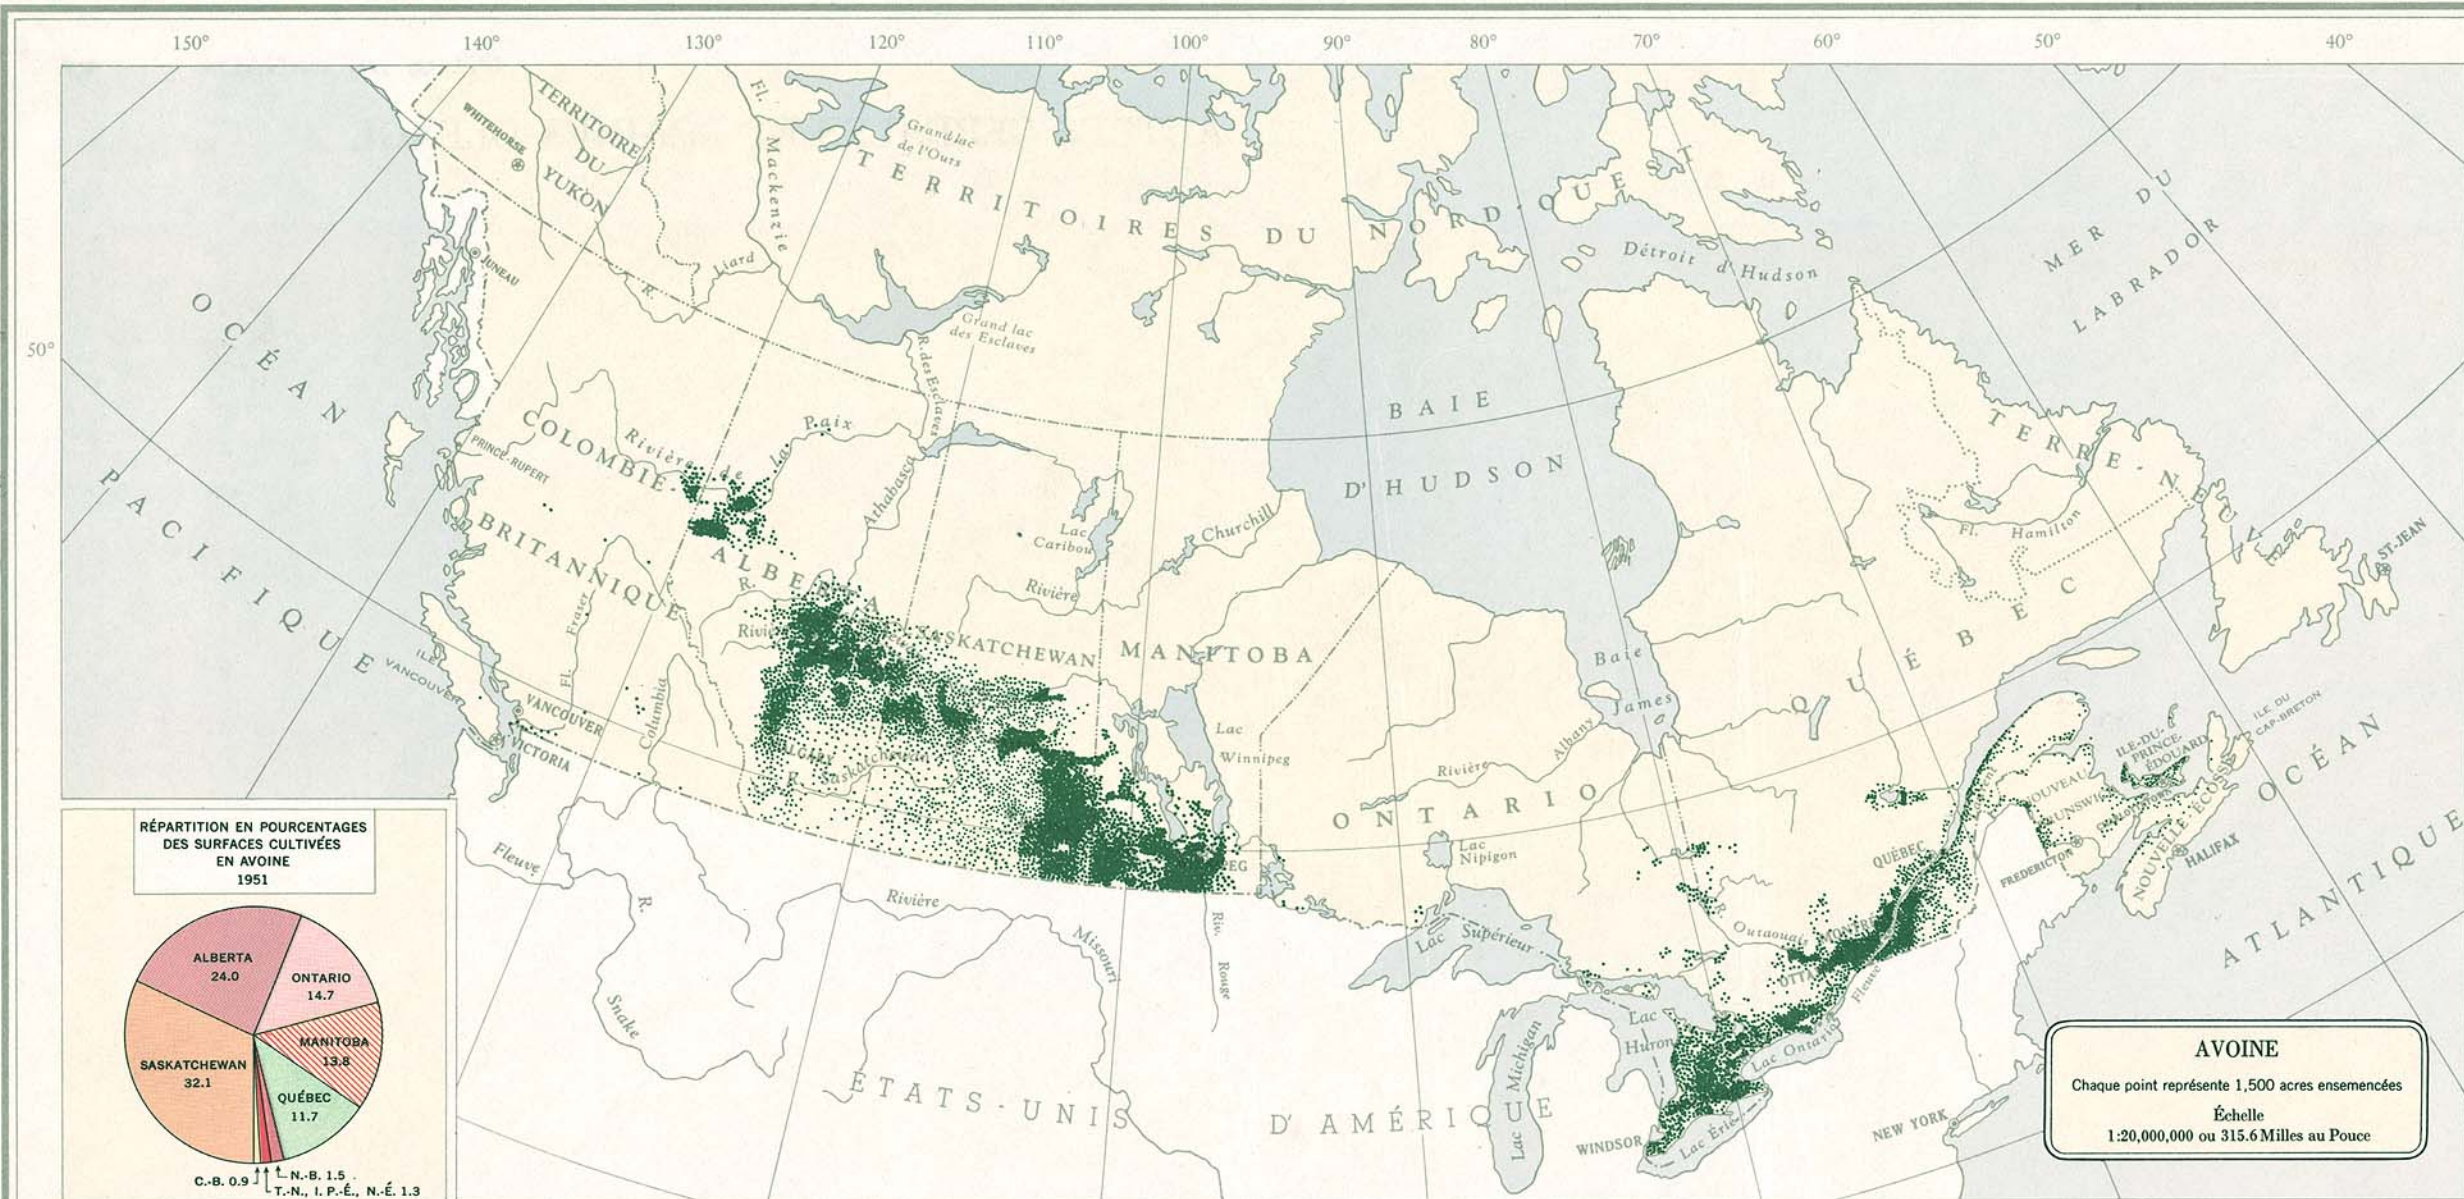 150° 140° 130° 120° 110° 100° 90° 80° 70° 60° 50° 40°
50°
TERRITOIRE
DU
YUKON
WHITEHORSE
JUNEAU
Fl. Mackenzie
Grand lac
de l'Ours
TERRITOIRES DU NORD-OUEST
Liard
R.
Grand lac
des Esclaves
R. des Esclaves
Détroit d'Hudson
MER DU
LABRADOR
OCÉAN
PACIFIQUE
BAIE
D'HUDSON
COLOMBIE-
BRITANNIQUE
PRINCE-RUPERT
Rivière de la Paix
Athabasca
ALBERTA
R.
Lac
Caribou
Churchill
Rivière
SASKATCHEWAN
MANITOBA
Fl. Fraser
Columbia
ILE
VANCOUVER
VANCOUVER
VICTORIA
CALGARY
R. Saskatchewan
Lac
Winnipeg
Baie
James
Albany
Rivière
ONTARIO
Lac
Nipigon
QUÉBEC
TERRE-NEUVE
Fl. Hamilton
ST-JEAN
ILE DU
CAP-BRETON
ILE-DU-
PRINCE-
ÉDOUARD
NOUVEAU
BRUNSWICK
NOUVELLE-ÉCOSSE
FREDERICTON
HALIFAX
QUÉBEC
MONTRÉAL
Outaouais
R.
OTTAWA
Fleuve
OCÉAN
ATLANTIQUE
Fleuve
R.
Snake
Rivière
Missouri
Riv. Rouge
Lac Supérieur
Lac Michigan
Lac
Huron
Lac Ontario
Lac Érié
WINDSOR
NEW YORK
ÉTATS-UNIS D'AMÉRIQUE
RÉPARTITION EN POURCENTAGES
DES SURFACES CULTIVÉES
EN AVOINE
1951
ALBERTA
24.0
ONTARIO
14.7
MANITOBA
13.8
SASKATCHEWAN
32.1
QUÉBEC
11.7
C.-B. 0.9
N.-B. 1.5
T.-N., I. P.-É., N.-É. 1.3
AVOINE
Chaque point représente 1,500 acres ensemencées
Échelle
1:20,000,000 ou 315.6 Milles au Pouce